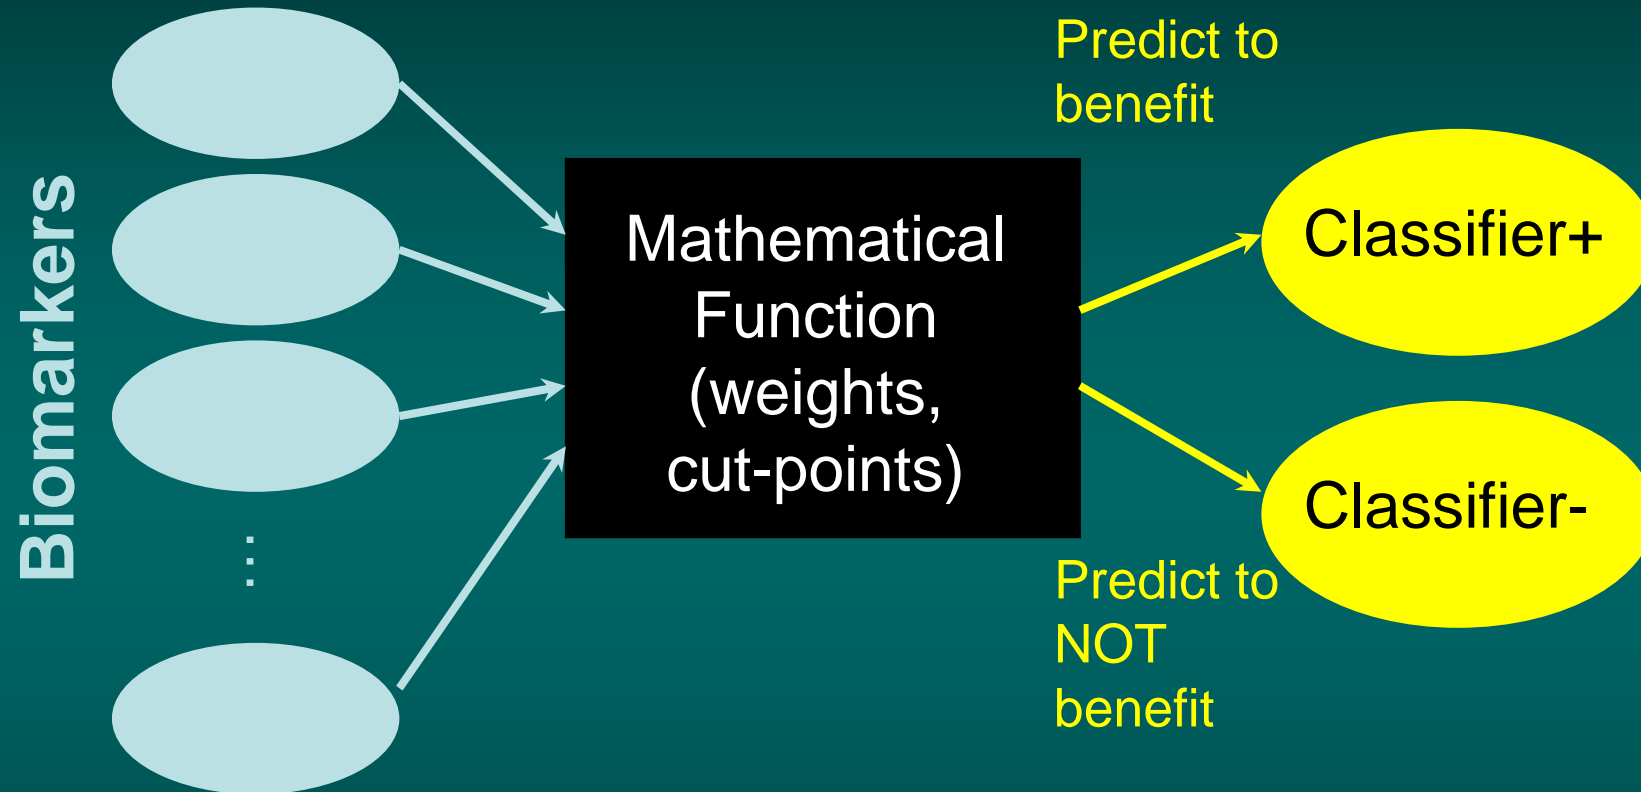 Biomarkers
...
Mathematical
Function
(weights,
cut-points)
Predict to
benefit
Classifier+
Classifier-
Predict to
NOT
benefit